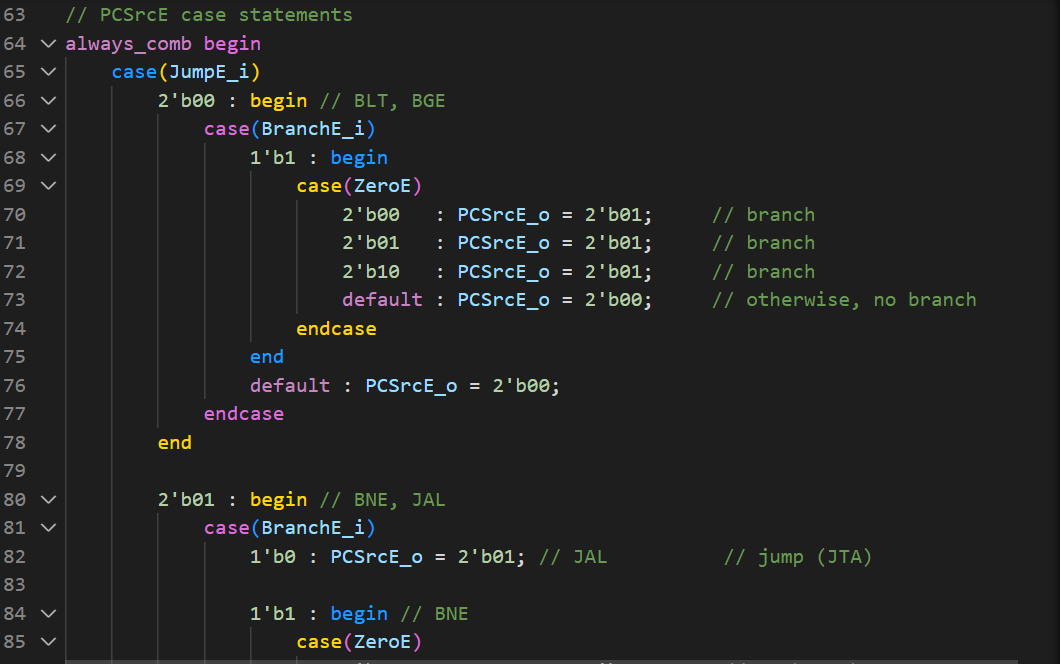 63 // PCSrcE case statements
64 always_comb begin
65 case(JumpE_i)
66 2'b00 : begin // BLT, BGE
67 case(BranchE_i)
68 1'b1 : begin
69 case(ZeroE)
70 2'b00 : PCSrcE_o = 2'b01; // branch
71 2'b01 : PCSrcE_o = 2'b01; // branch
72 2'b10 : PCSrcE_o = 2'b01; // branch
73 default : PCSrcE_o = 2'b00; // otherwise, no branch
74 endcase
75 end
76 default : PCSrcE_o = 2'b00;
77 endcase
78 end
79
80 2'b01 : begin // BNE, JAL
81 case(BranchE_i)
82 1'b0 : PCSrcE_o = 2'b01; // JAL // jump (JTA)
83
84 1'b1 : begin // BNE
85 case(ZeroE)